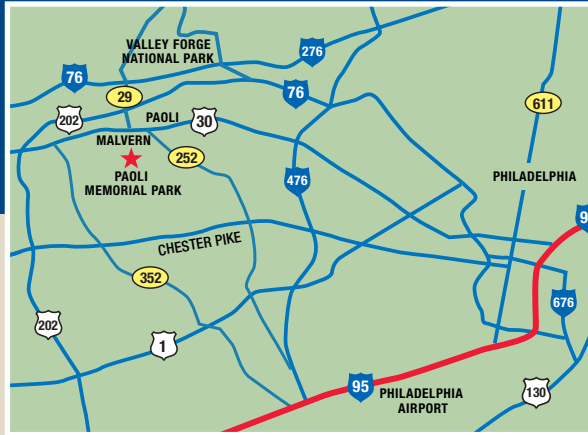 VALLEY FORGE
NATIONAL PARK
276
76
76
29
611
202
PAOLI
30
MALVERN
252
PAOLI
MEMORIAL PARK
476
PHILADELPHIA
CHESTER PIKE
352
676
202
1
95
PHILADELPHIA
AIRPORT
130